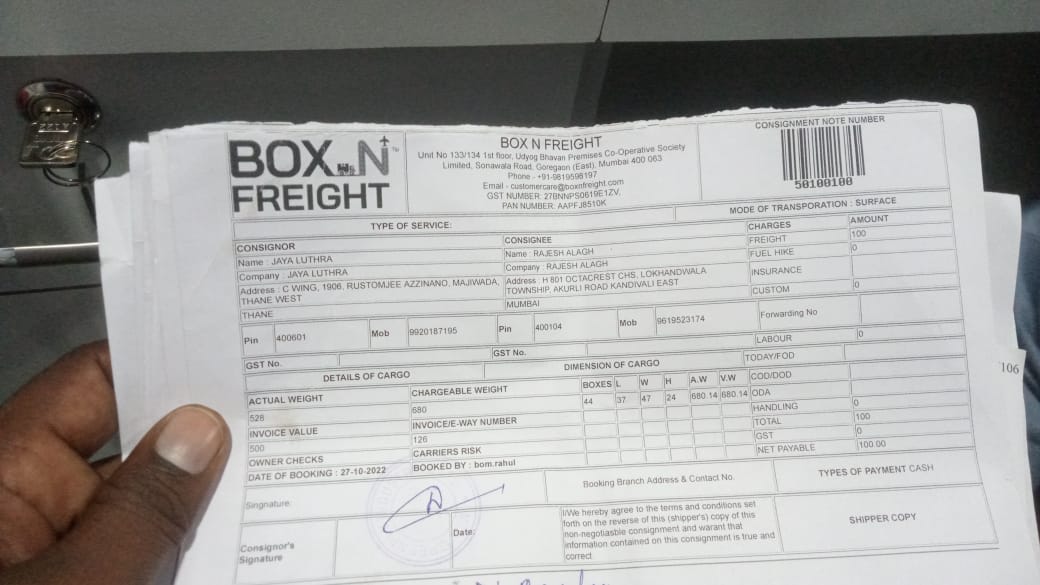 BOX N FREIGHT
BOX N FREIGHT
Unit No 133/134 1st floor, Udyog Bhavan Premises Co-Operative Society
Limited, Sonawala Road, Goregaon (East), Mumbai 400 063
Phone - +91-9819598197
Email - customercare@boxnfreight.com
GST NUMBER: 27BNNPS0619E1ZV,
PAN NUMBER: AAPFJ8510K
CONSIGNMENT NOTE NUMBER
50100100
TYPE OF SERVICE:
MODE OF TRANSPORATION : SURFACE
CONSIGNOR
CONSIGNEE
CHARGES AMOUNT
Name : JAYA LUTHRA
Name : RAJESH ALAGH
FREIGHT 100
Company : JAYA LUTHRA
Company : RAJESH ALAGH
FUEL HIKE 0
Address : C WING, 1906, RUSTOMJEE AZZINANO, MAJIWADA,
THANE WEST
Address : H 801 OCTACREST CHS, LOKHANDWALA
TOWNSHIP, AKURLI ROAD KANDIVALI EAST
INSURANCE
THANE
MUMBAI
CUSTOM 0
Pin 400601 Mob 9920187195 Pin 400104 Mob 9619523174 Forwarding No
GST No. GST No.
LABOUR 0
DETAILS OF CARGO
DIMENSION OF CARGO
TODAY/FOD
ACTUAL WEIGHT CHARGEABLE WEIGHT
BOXES L W H A.W V.W COD/DOD
528 680
44 37 47 24 680.14 680.14 ODA
INVOICE VALUE INVOICE/E-WAY NUMBER
HANDLING 0
500 126
TOTAL 100
OWNER CHECKS CARRIERS RISK
GST 0
DATE OF BOOKING : 27-10-2022 BOOKED BY : bom.rahul
NET PAYABLE 100.00
Singnature:
Booking Branch Address & Contact No.
TYPES OF PAYMENT CASH
Date:
I/We hereby agree to the terms and conditions set
forth on the reverse of this (shipper's) copy of this
non-negotiasble consignment and warant that
information contained on this consignment is true and
correct
SHIPPER COPY
Consignor's
Signature
106